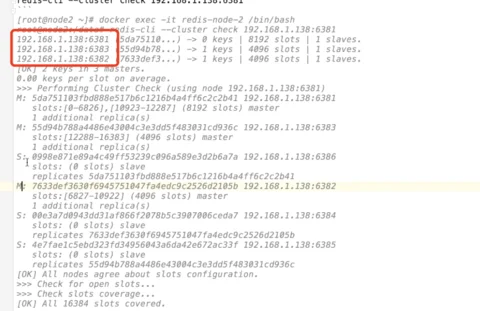 redis-cli --cluster check 192.168.1.138:6381
```
[root@node2 ~]# docker exec -it redis-node-2 /bin/bash
redis-cli --cluster check 192.168.1.138:6381
192.168.1.138:6381 (5da75110...) -> 0 keys | 8192 slots | 1 slaves.
192.168.1.138:6383 (55d94b78...) -> 1 keys | 4096 slots | 1 slaves.
192.168.1.138:6382 (7633def3...) -> 1 keys | 4096 slots | 1 slaves.
[OK] 2 keys in 3 masters.
0.00 keys per slot on average.
>>> Performing Cluster Check (using node 192.168.1.138:6381)
M: 5da751103fbd888e517b6c1216b4a4ff6c2c2b41 192.168.1.138:6381
slots:[0-6826],[10923-12287] (8192 slots) master
1 additional replica(s)
M: 55d94b788a4486e43004c3e3dd5f483031cd936c 192.168.1.138:6383
slots:[12288-16383] (4096 slots) master
1 additional replica(s)
S: 0998e871e89a4c49ff53239c096a589e3d2b6a7a 192.168.1.138:6386
slots: (0 slots) slave
replicates 5da751103fbd888e517b6c1216b4a4ff6c2c2b41
M: 7633def3630f6945751047fa4edc9c2526d2105b 192.168.1.138:6382
slots:[6827-10922] (4096 slots) master
1 additional replica(s)
S: 00e3a7d0943dd31af866f2078b5c3907006ceda7 192.168.1.138:6384
slots: (0 slots) slave
replicates 7633def3630f6945751047fa4edc9c2526d2105b
S: 4e7fae1c5ebd323fd34956043a6da42e672ac33f 192.168.1.138:6385
slots: (0 slots) slave
replicates 55d94b788a4486e43004c3e3dd5f483031cd936c
[OK] All nodes agree about slots configuration.
>>> Check for open slots...
>>> Check slots coverage...
[OK] All 16384 slots covered.